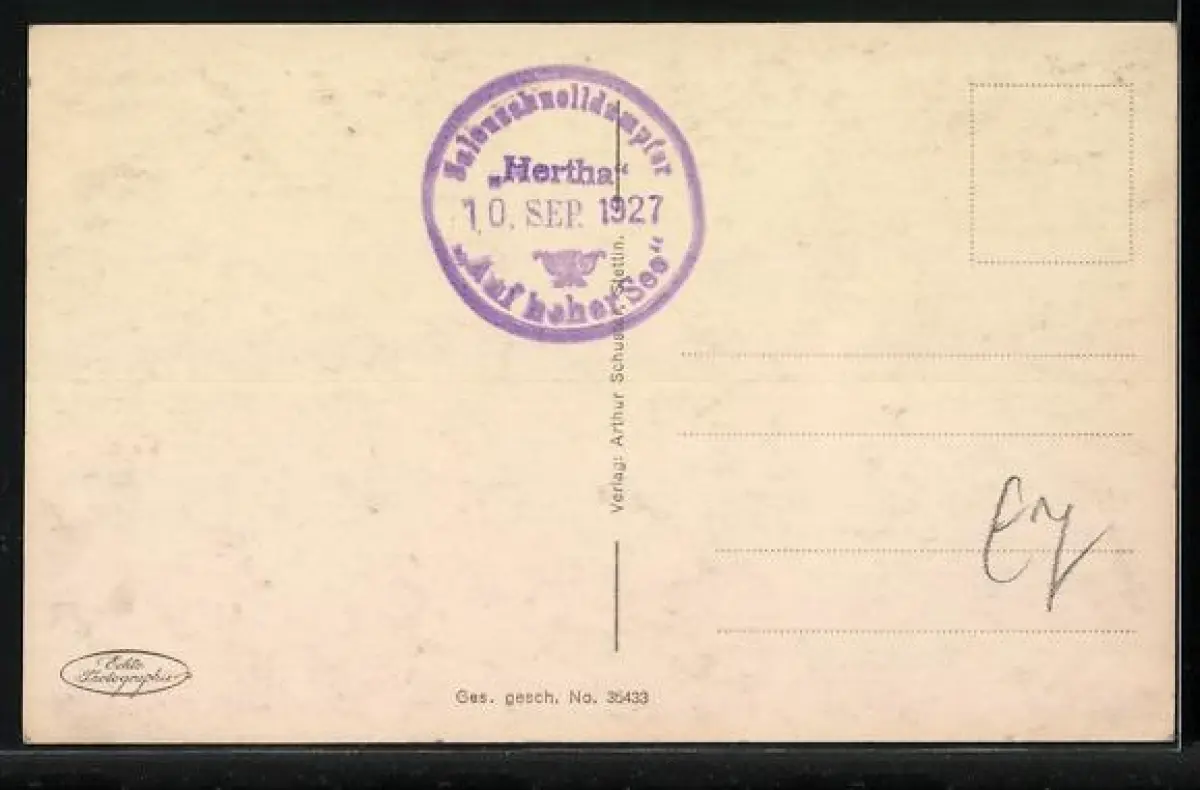 Salonschnelldampfer
„Hertha“
10. SEP. 1927
„Auf hoher See“
Verlag: Arthur Schuster, Stettin.
Echte
Photographie
Ges. gesch. No. 35433